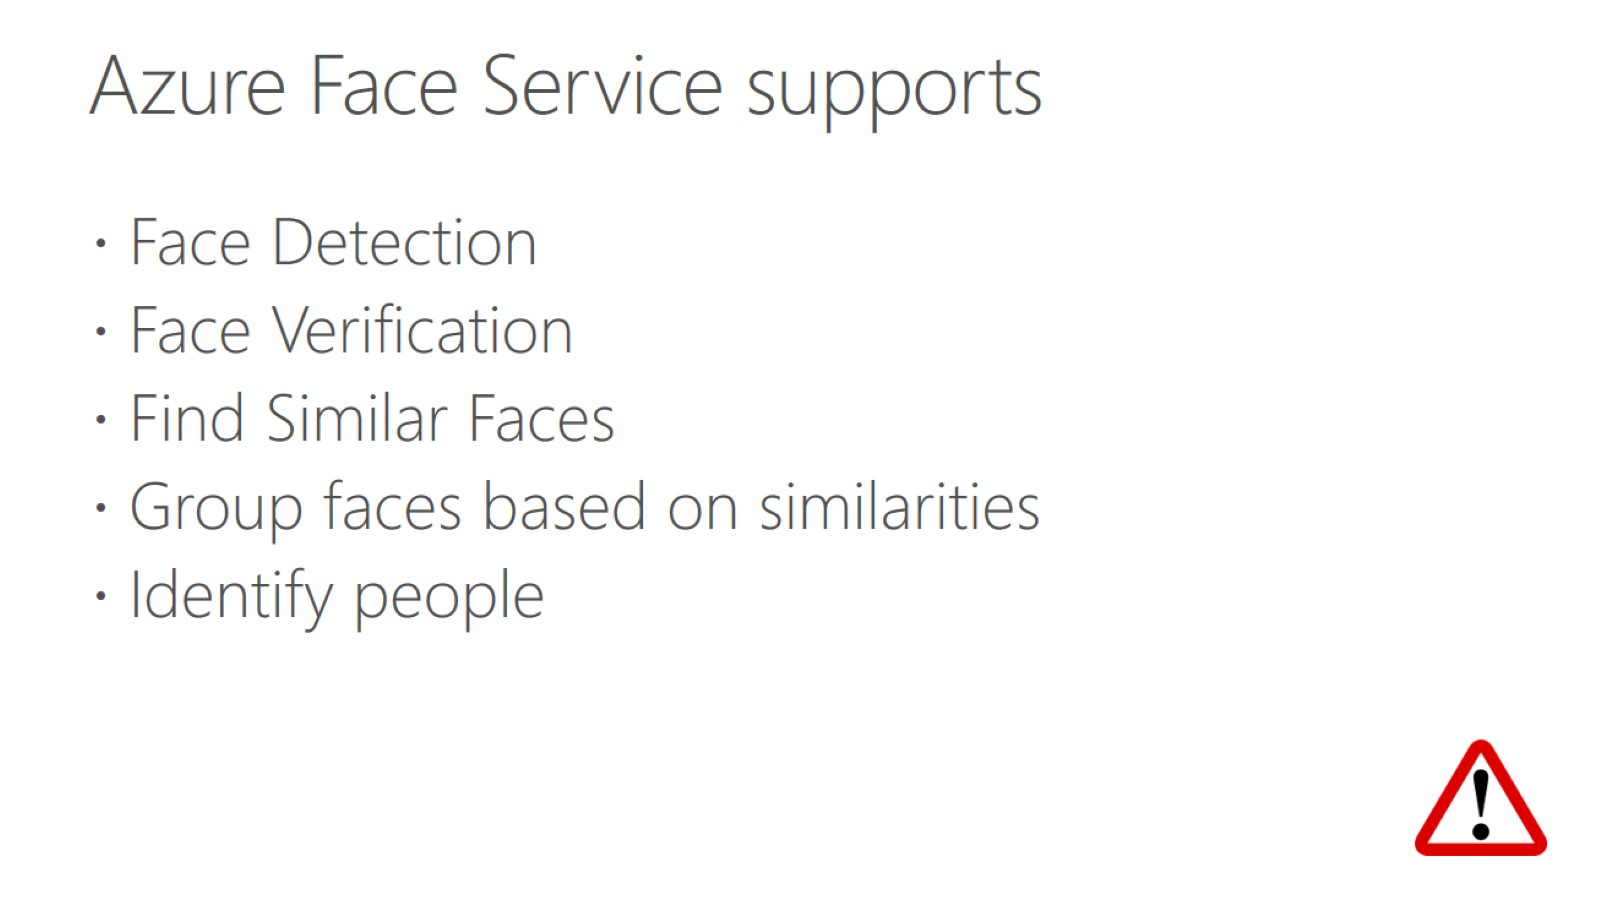 Azure Face Service supports
• Face Detection
• Face Verification
• Find Similar Faces
• Group faces based on similarities
• Identify people
!